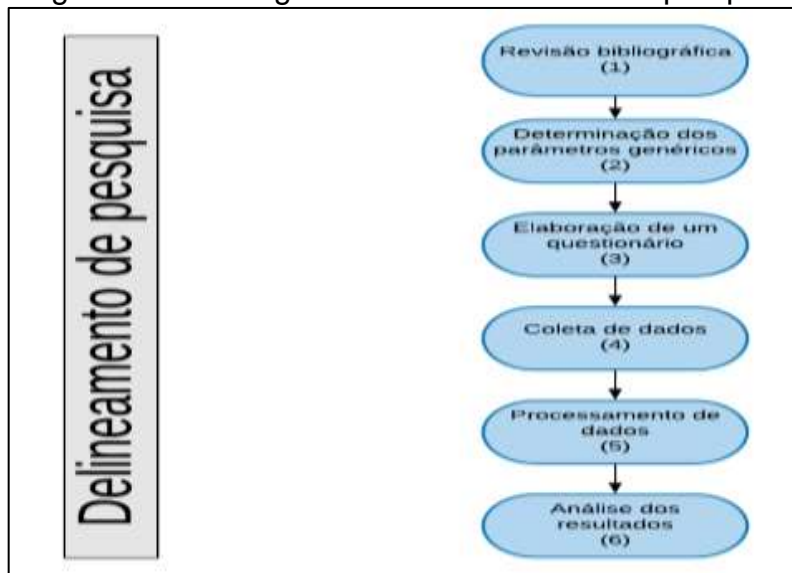 Delineamento de pesquisa
Revisão bibliográfica
(1)
Determinação dos
parâmetros genéricos
(2)
Elaboração de um
questionário
(3)
Coleta de dados
(4)
Processamento de
dados
(5)
Análise dos
resultados
(6)